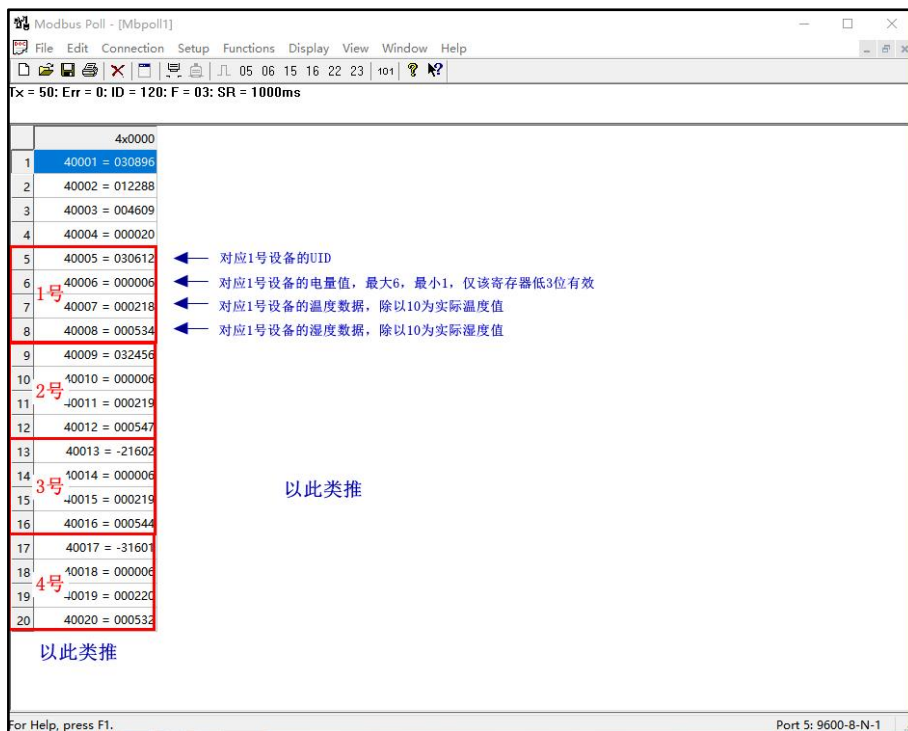 Modbus Poll - [Mbpoll1]
File Edit Connection Setup Functions Display View Window Help
05 06 15 16 22 23 101
Tx = 50: Err = 0: ID = 120: F = 03: SR = 1000ms
4x0000
1 40001 = 030896
2 40002 = 012288
3 40003 = 004609
4 40004 = 000020
5 40005 = 030612 对应1号设备的UID
6 40006 = 000006 对应1号设备的电量值，最大6，最小1，仅该寄存器低3位有效
1号
7 40007 = 000218 对应1号设备的温度数据，除以10为实际温度值
8 40008 = 000534 对应1号设备的湿度数据，除以10为实际湿度值
9 40009 = 032456
10 40010 = 000006
2号
11 40011 = 000219
12 40012 = 000547
13 40013 = -21602
14 40014 = 000006
3号 以此类推
15 40015 = 000219
16 40016 = 000544
17 40017 = -31601
18 40018 = 000006
4号
19 40019 = 000220
20 40020 = 000532
以此类推
For Help, press F1. Port 5: 9600-8-N-1